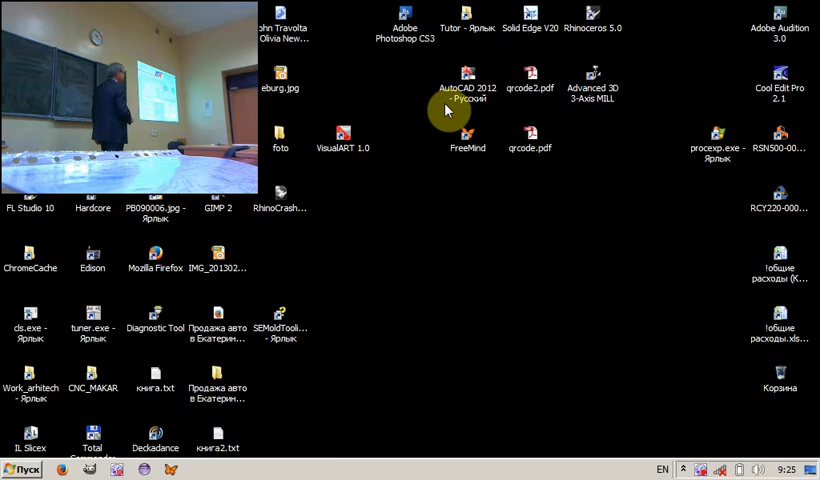 ohn Travolta
Olivia New...
Adobe
Photoshop CS3
Tutor - Ярлык
Solid Edge V20
Rhinoceros 5.0
Adobe Audition
3.0
eburg.jpg
AutoCAD 2012
- Русский
qrcode2.pdf
Advanced 3D
3-Axis MILL
Cool Edit Pro
2.1
foto
VisualART 1.0
FreeMind
qrcode.pdf
procexp.exe -
Ярлык
RSN500-00...
FL Studio 10
Hardcore
PB090006.jpg -
Ярлык
GIMP 2
RhinoCrash...
RCY220-000...
ChromeCache
Edison
Mozilla Firefox
IMG_201302...
!общие
расходы (К...
cls.exe -
Ярлык
tuner.exe -
Ярлык
Diagnostic Tool
Продажа авто
в Екатерин...
SEMoldTooli...
- Ярлык
!общие
расходы.xls...
Work_arhitech
- Ярлык
CNC_MAKAR
книга.txt
Продажа авто
в Екатерин...
Корзина
IL Slicex
Total
Deckadance
книга2.txt
Пуск
EN
9:25